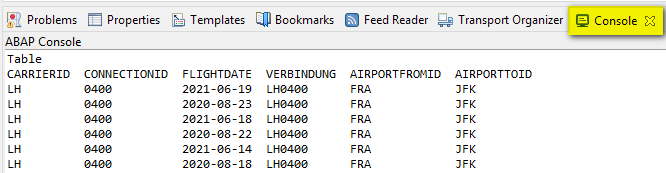 Problems Properties Templates Bookmarks Feed Reader Transport Organizer Console
ABAP Console
Table
CARRIERID CONNECTIONID FLIGHTDATE VERBINDUNG AIRPORTFROMID AIRPORTTOID
LH 0400 2021-06-19 LH0400 FRA JFK
LH 0400 2020-08-23 LH0400 FRA JFK
LH 0400 2021-06-18 LH0400 FRA JFK
LH 0400 2020-08-22 LH0400 FRA JFK
LH 0400 2021-06-14 LH0400 FRA JFK
LH 0400 2020-08-18 LH0400 FRA JFK